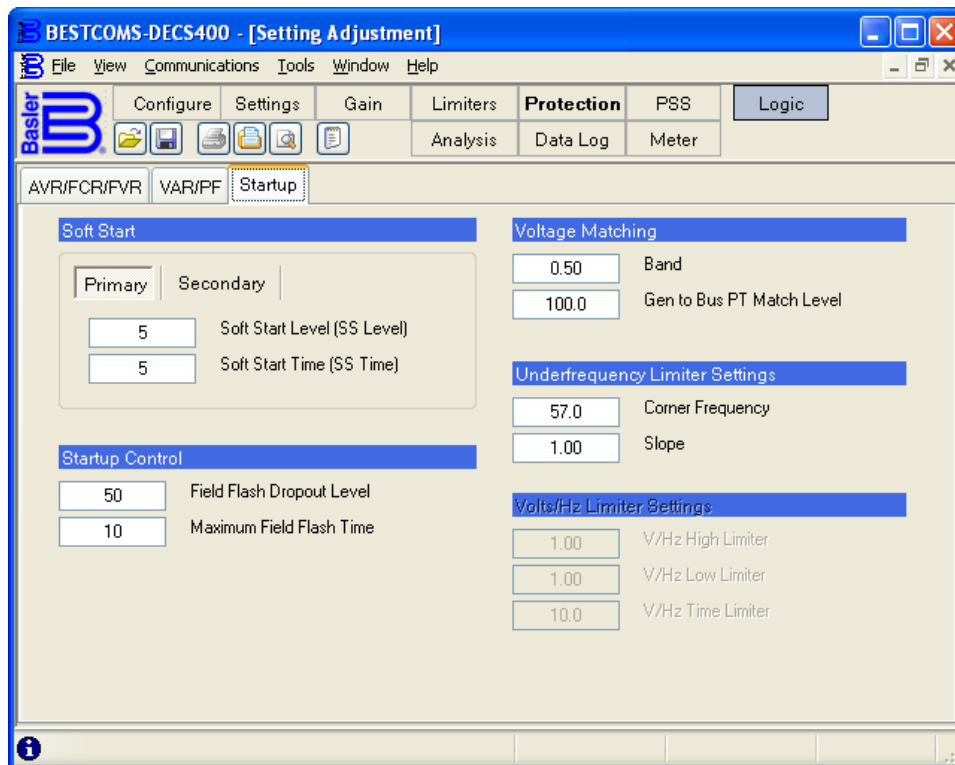 BESTCOMS-DECS400 - [Setting Adjustment]
File View Communications Tools Window Help
Basler
Configure Settings Gain Limiters Protection PSS Logic
Analysis Data Log Meter
AVR/FCR/FVR VAR/PF Startup
Soft Start
Primary Secondary
5 Soft Start Level (SS Level)
5 Soft Start Time (SS Time)
Startup Control
50 Field Flash Dropout Level
10 Maximum Field Flash Time
Voltage Matching
0.50 Band
100.0 Gen to Bus PT Match Level
Underfrequency Limiter Settings
57.0 Corner Frequency
1.00 Slope
Volts/Hz Limiter Settings
1.00 V/Hz High Limiter
1.00 V/Hz Low Limiter
10.0 V/Hz Time Limiter